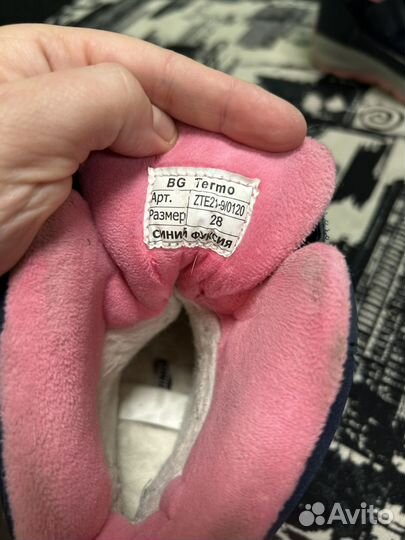 BG Termo
Арт. ZTE21-9/0120
Размер 28
СИНИЙ ФУКСИЯ
Avito